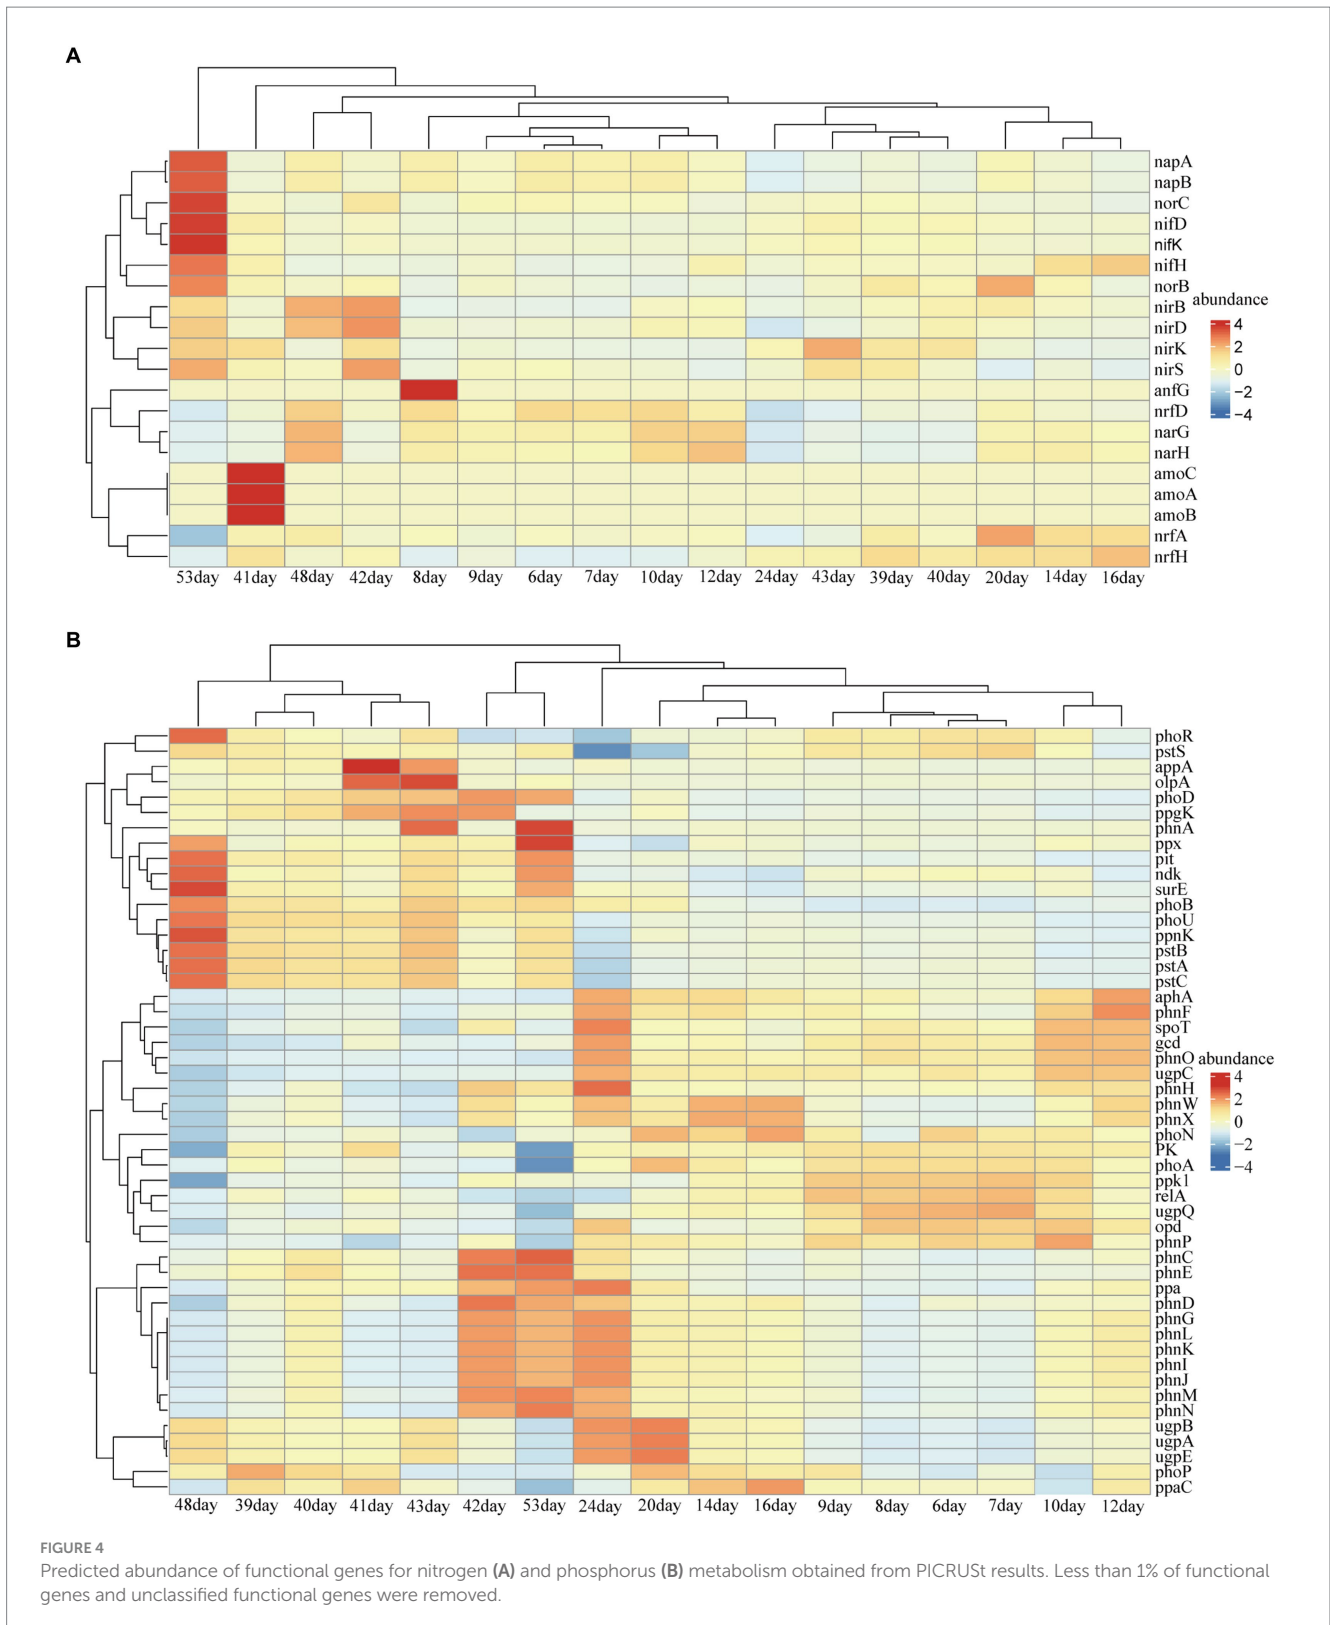 A
napA
napB
norC
nifD
nifK
nifH
norB
nirB
nirD
nirK
nirS
anfG
nrfD
narG
narH
amoC
amoA
amoB
nrfA
nrfH
abundance
4
2
0
−2
−4
53day 41day 48day 42day 8day 9day 6day 7day 10day 12day 24day 43day 39day 40day 20day 14day 16day
B
phoR
pstS
appA
olpA
phoD
ppgK
phnA
ppx
pit
ndk
surE
phoB
phoU
ppnK
pstB
pstA
pstC
aphA
phnF
spoT
gcd
phnO
ugpC
phnH
phnW
phnX
phoN
PK
phoA
ppk1
relA
ugpQ
opd
phnP
phnC
phnE
ppa
phnD
phnG
phnL
phnK
phnI
phnJ
phnM
phnN
ugpB
ugpA
ugpE
phoP
ppaC
abundance
4
2
0
−2
−4
48day 39day 40day 41day 43day 42day 53day 24day 20day 14day 16day 9day 8day 6day 7day 10day 12day
FIGURE 4
Predicted abundance of functional genes for nitrogen (A) and phosphorus (B) metabolism obtained from PICRUSt results. Less than 1% of functional
genes and unclassified functional genes were removed.